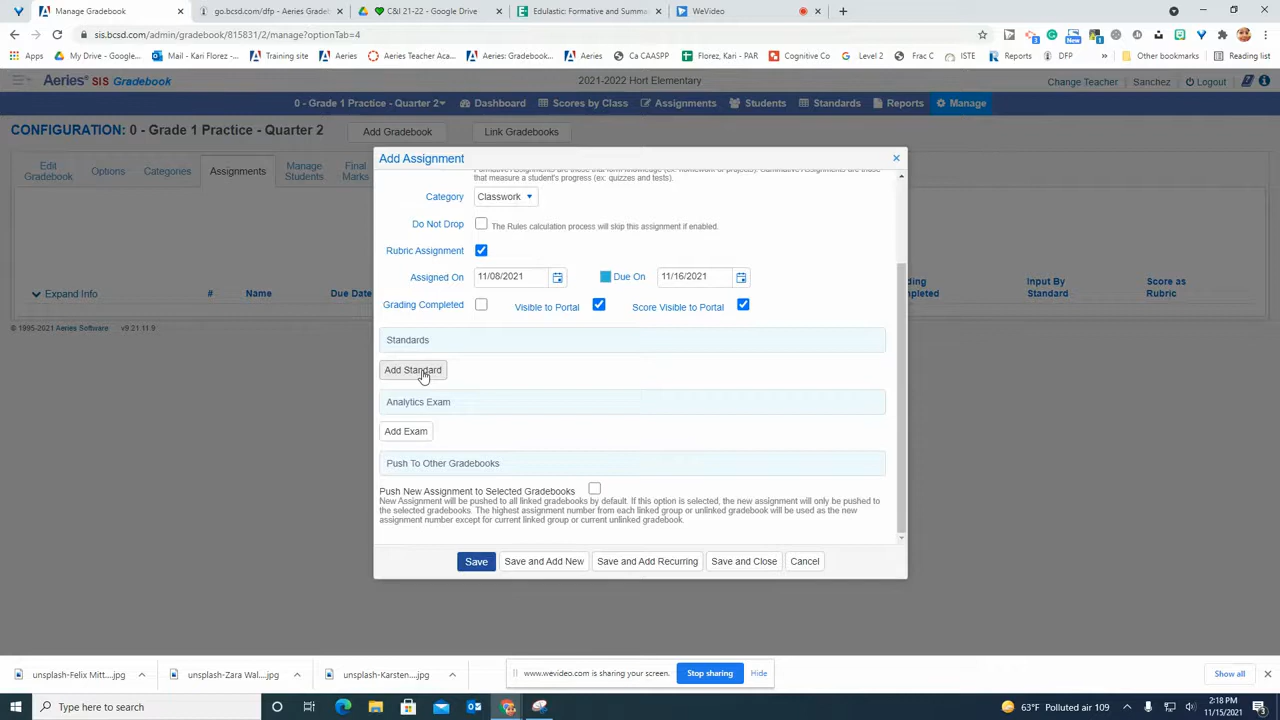 Manage Gradebook
go.bcsd.com/dfp - Aeries Gradeb
C&I 21-22 - Google Drive
Edulastic: Formative and Summa
WeVideo
sis.bcsd.com/admin/gradebook/815831/2/manage?optionTab=4
Apps
My Drive - Google...
Mail - Kari Florez -...
Training site
Aeries Teacher Acad...
Aeries: Gradebook...
Aeries
Ca CAASPP
Florez, Kari - PAR
Cognitive Co
Level 2
Frac C
ISTE
Reports
DFP
Other bookmarks
Reading list
Aeries SIS Gradebook
2021-2022 Hort Elementary
Change Teacher
Sanchez
Logout
0 - Grade 1 Practice - Quarter 2
Dashboard
Scores by Class
Assignments
Students
Standards
Reports
Manage
CONFIGURATION: 0 - Grade 1 Practice - Quarter 2
Add Gradebook
Link Gradebooks
Edit Gradebook
Options
Categories
Assignments
Manage Students
Final Marks
Add Assignment
that measure a student's progress (ex: quizzes and tests).
Category
Classwork
Do Not Drop
The Rules calculation process will skip this assignment if enabled.
Rubric Assignment
Assigned On
11/08/2021
Due On
11/16/2021
Grading Completed
Visible to Portal
Score Visible to Portal
Standards
Add Standard
Analytics Exam
Add Exam
Push To Other Gradebooks
Push New Assignment to Selected Gradebooks
New Assignment will be pushed to all linked gradebooks by default. If this option is selected, the new assignment will only be pushed to
the selected gradebooks. The highest assignment number from each linked group or unlinked gradebook will be used as the new
assignment number except for current linked group or current unlinked gradebook.
Save
Save and Add New
Save and Add Recurring
Save and Close
Cancel
Expand Info
#
Name
Due Date
Input By Standard
Score as Rubric
© 1995-2021 Aeries Software v9.21.11.9
unsplash-Felix Mitt....jpg
unsplash-Zara Wal....jpg
unsplash-Karsten....jpg
www.wevideo.com is sharing your screen.
Stop sharing
Hide
Show all
Type here to search
63°F Polluted air 109
2:18 PM
11/15/2021